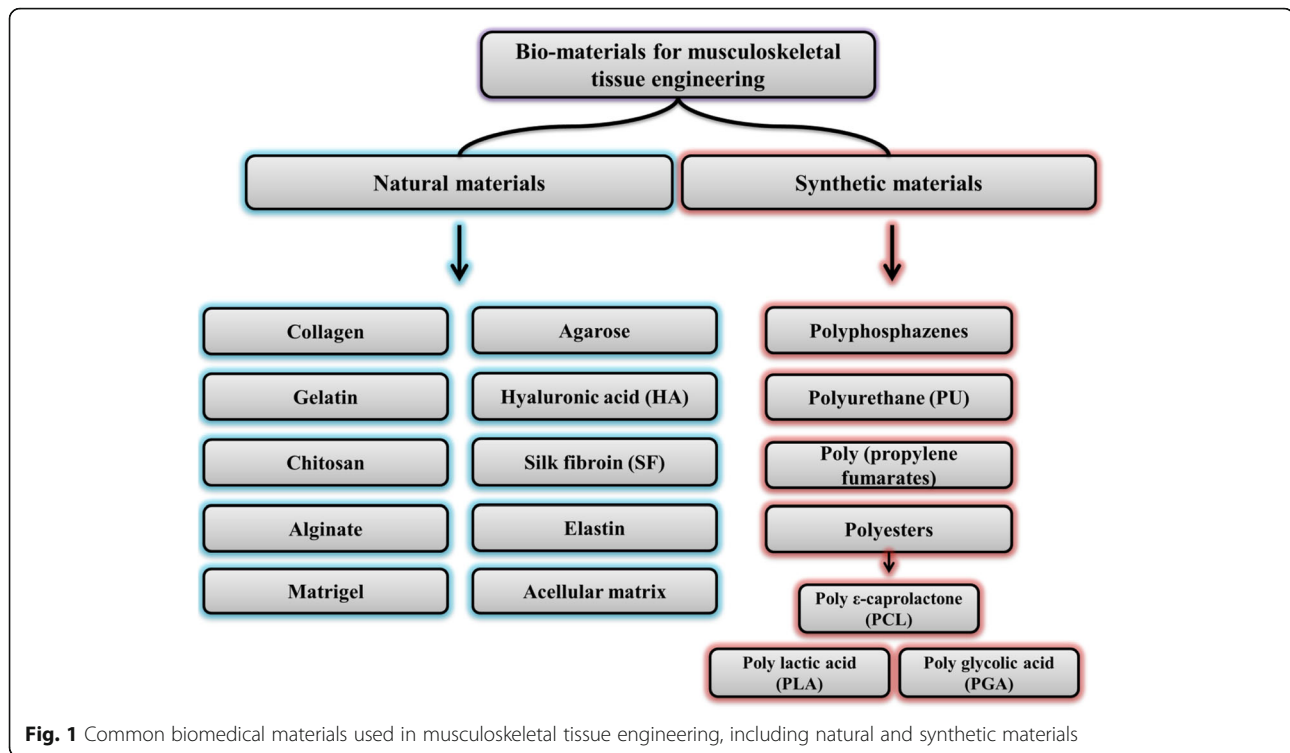 Bio-materials for musculoskeletal
tissue engineering
Natural materials
Synthetic materials
Collagen
Agarose
Polyphosphazenes
Gelatin
Hyaluronic acid (HA)
Polyurethane (PU)
Chitosan
Silk fibroin (SF)
Poly (propylene
fumarates)
Alginate
Elastin
Polyesters
Matrigel
Acellular matrix
Poly ε-caprolactone
(PCL)
Poly lactic acid
(PLA)
Poly glycolic acid
(PGA)
Fig. 1 Common biomedical materials used in musculoskeletal tissue engineering, including natural and synthetic materials